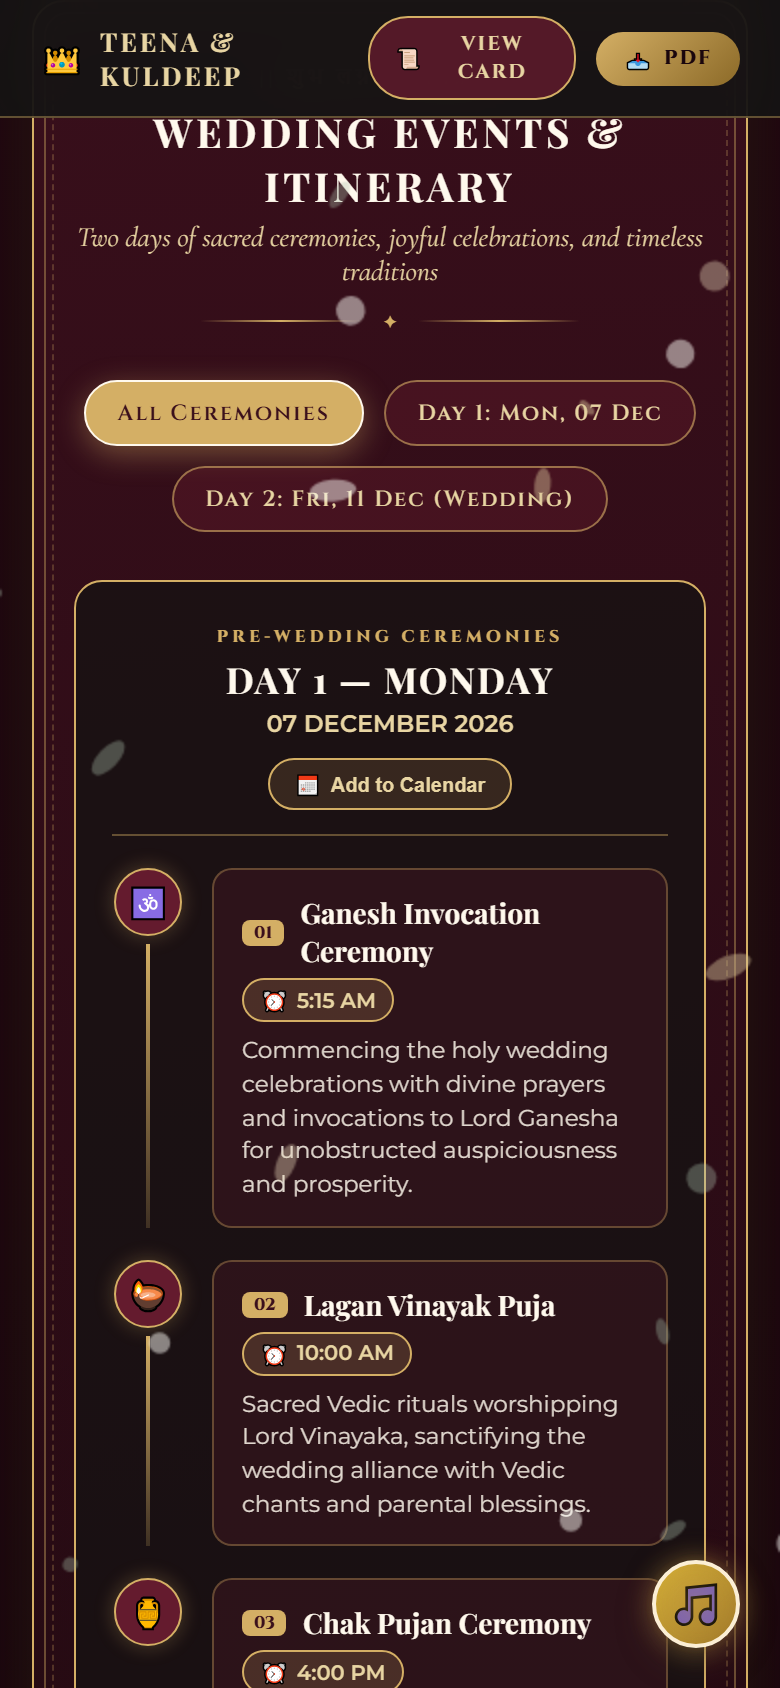 TEENA &
KULDEEP
VIEW
CARD
PDF
WEDDING EVENTS &
ITINERARY
Two days of sacred ceremonies, joyful celebrations, and timeless
traditions
All Ceremonies
Day 1: Mon, 07 Dec
Day 2: Fri, 11 Dec (Wedding)
PRE-WEDDING CEREMONIES
DAY 1 — MONDAY
07 DECEMBER 2026
Add to Calendar
ॐ
01
Ganesh Invocation
Ceremony
5:15 AM
Commencing the holy wedding
celebrations with divine prayers
and invocations to Lord Ganesha
for unobstructed auspiciousness
and prosperity.
02
Lagan Vinayak Puja
10:00 AM
Sacred Vedic rituals worshipping
Lord Vinayaka, sanctifying the
wedding alliance with Vedic
chants and parental blessings.
03
Chak Pujan Ceremony
4:00 PM